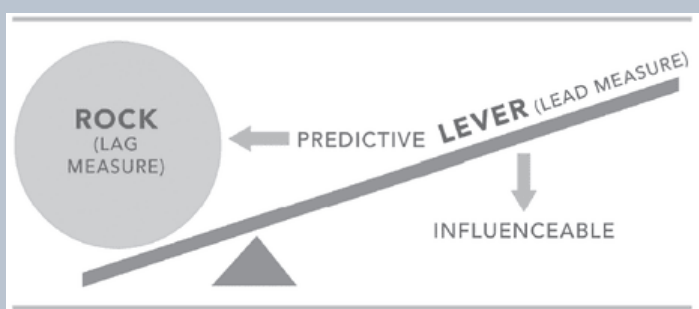 ROCK
(LAG
MEASURE)
PREDICTIVE
LEVER (LEAD MEASURE)
INFLUENCEABLE